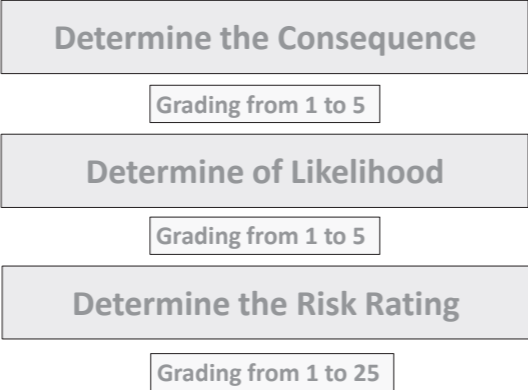 Determine the Consequence
Grading from 1 to 5
Determine of Likelihood
Grading from 1 to 5
Determine the Risk Rating
Grading from 1 to 25